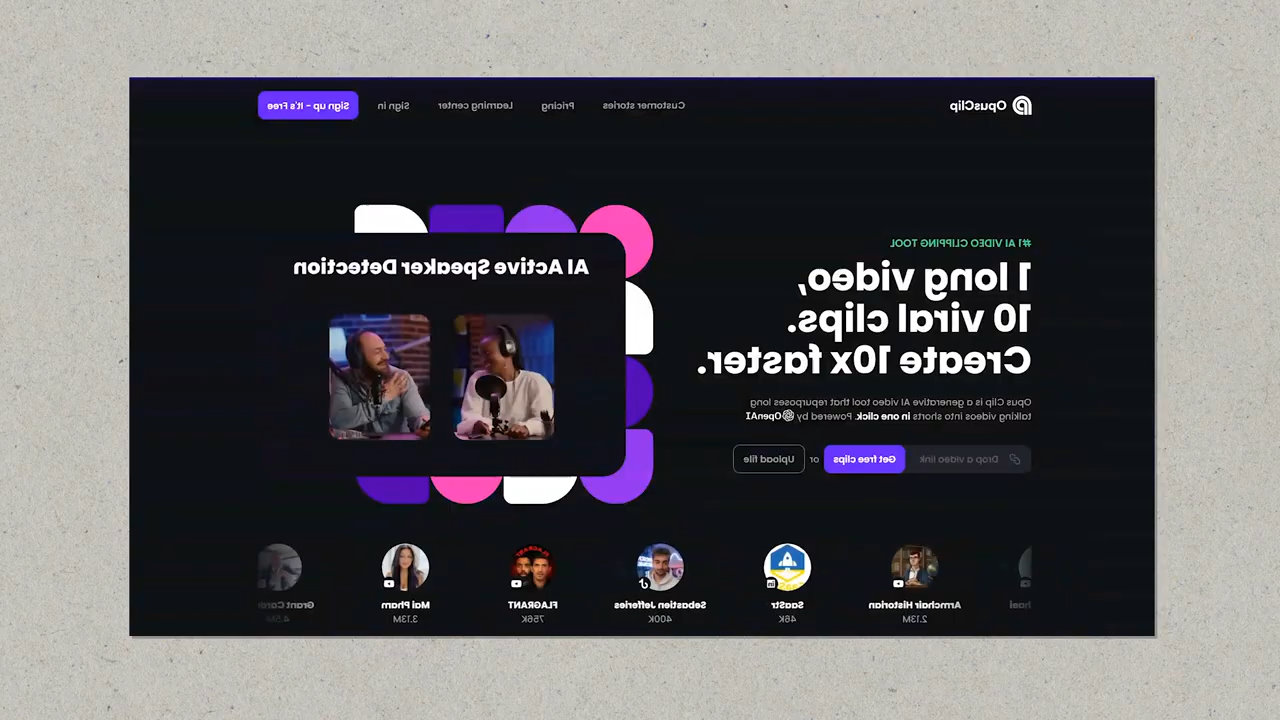 OpusClip
Customer stories
Pricing
Learning center
Sign in
Sign up - It's Free
#1 AI VIDEO CLIPPING TOOL
1 long video,
10 viral clips.
Create 10x faster.
Opus Clip is a generative AI video tool that repurposes long
talking videos into shorts in one click. Powered by OpenAI
Drop a video link
Get free clips
or
Upload file
AI Active Speaker Detection
Armchair Historian
2.13M
SaaStr
46K
Sebastien Jefferies
400K
FLAGRANT
756K
Mai Pham
3.13M
Grant